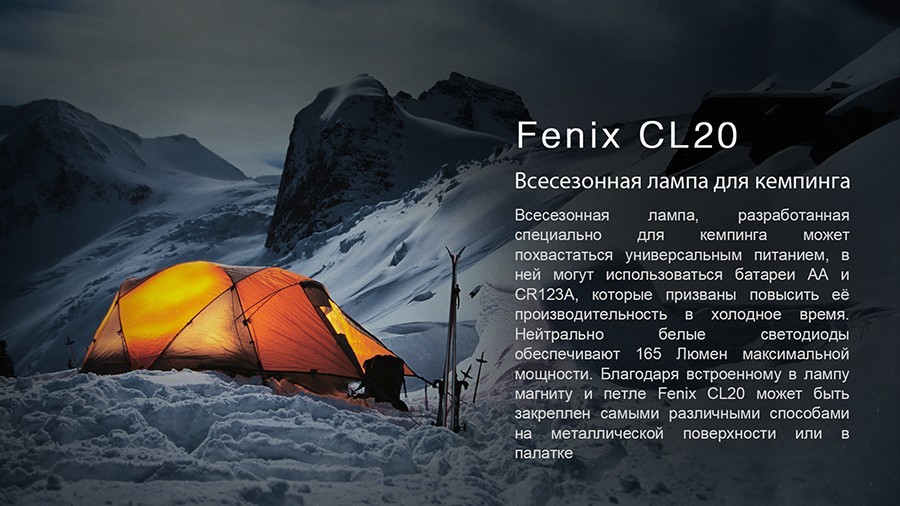 Fenix CL20
Всесезонная лампа для кемпинга
Всесезонная лампа, разработанная
специально для кемпинга может
похвастаться универсальным питанием, в
ней могут использоваться батареи АА и
CR123A, которые призваны повысить её
производительность в холодное время.
Нейтрально белые светодиоды
обеспечивают 165 Люмен максимальной
мощности. Благодаря встроенному в лампу
магниту и петле Fenix CL20 может быть
закреплен самыми различными способами
на металлической поверхности или в
палатке